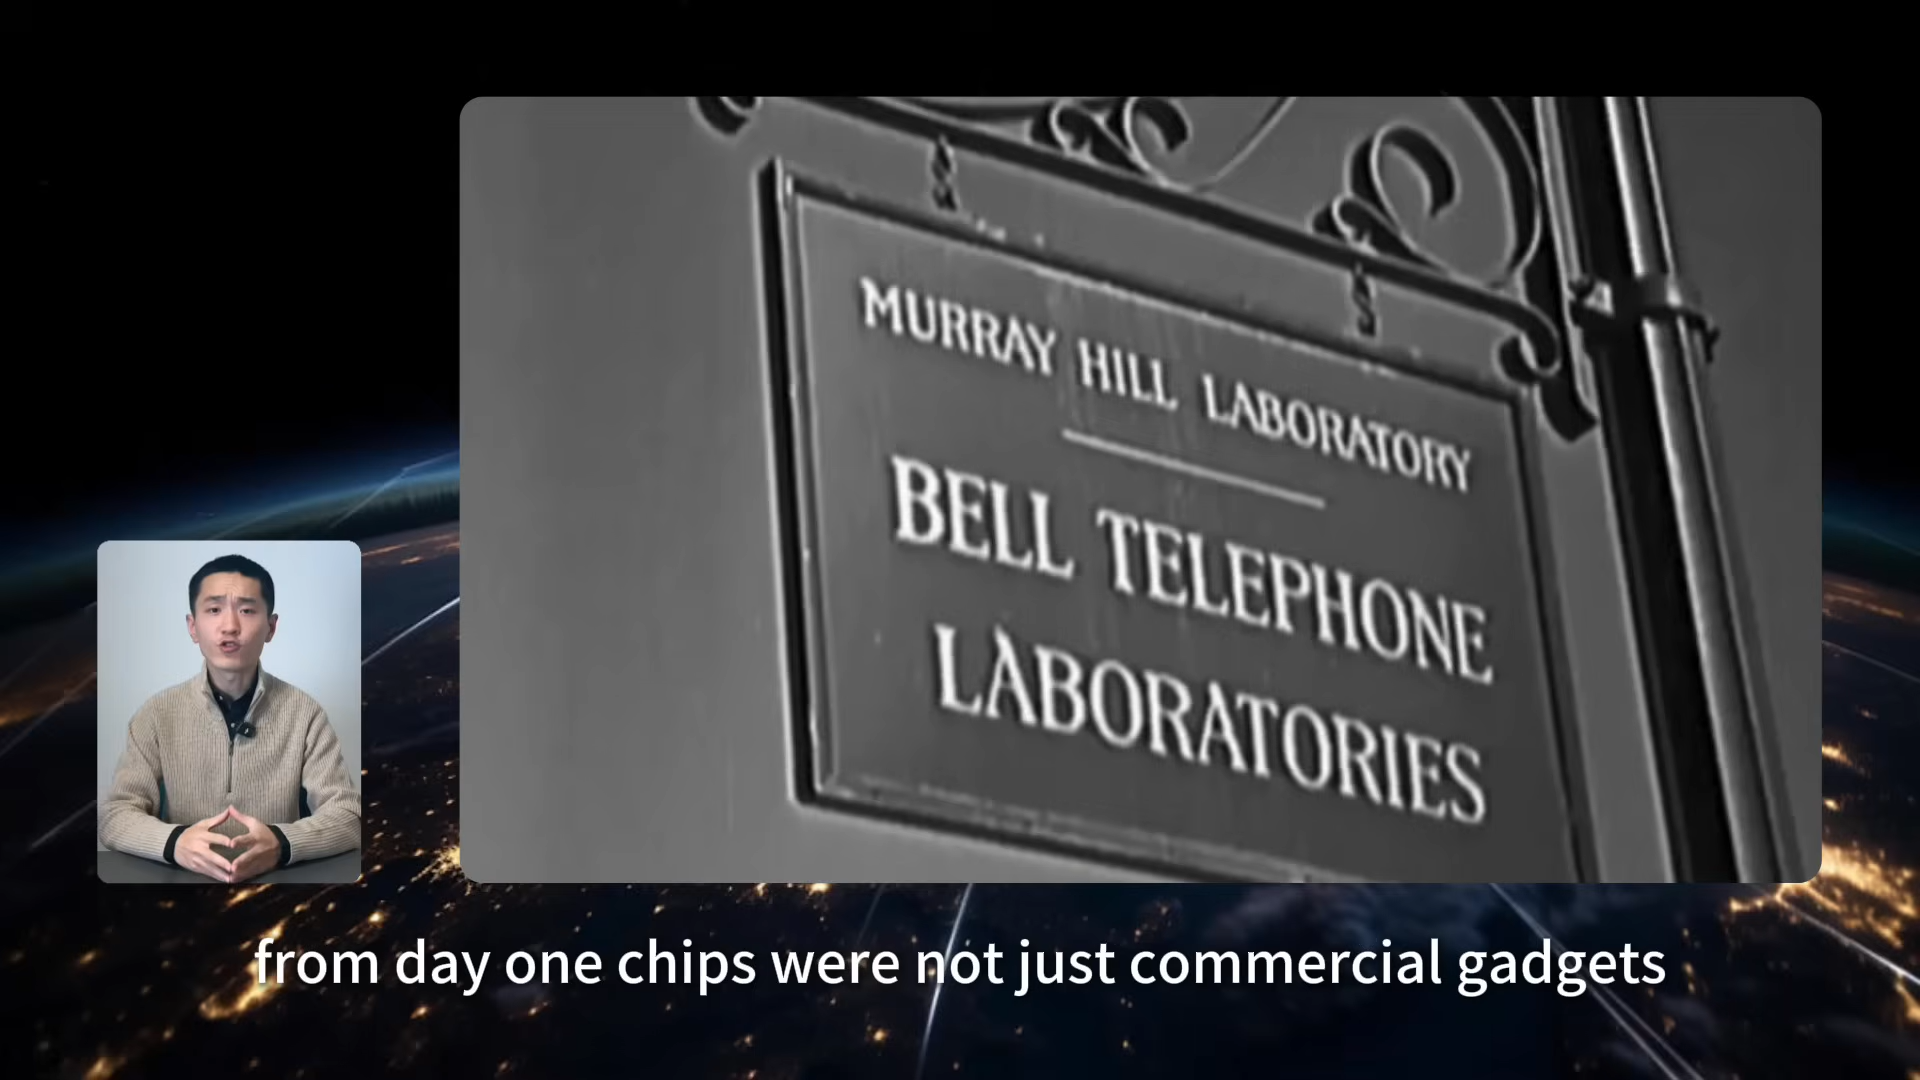 MURRAY HILL LABORATORY
BELL TELEPHONE
LABORATORIES
from day one chips were not just commercial gadgets